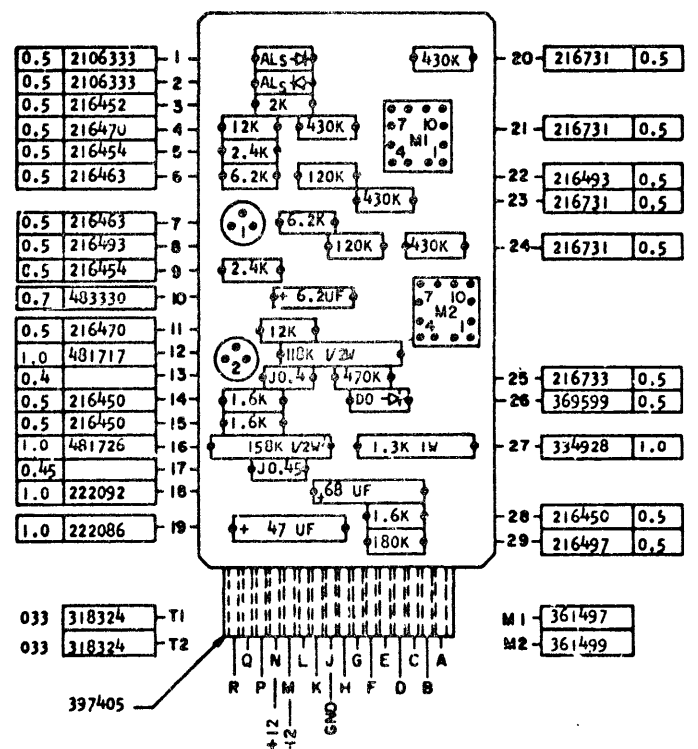 0.5 2106333 1 ALS 430K 20 216731 0.5
0.5 2106333 2 ALS
0.5 216452 3 2K
0.5 216470 4 12K 430K 7 10 M1 4 1 21 216731 0.5
0.5 216454 5 2.4K
0.5 216463 6 6.2K 120K 22 216493 0.5
430K 23 216731 0.5
0.5 216463 7 1 6.2K
0.5 216493 8 120K 430K 24 216731 0.5
0.5 216454 9 2.4K
0.7 483330 10 + 6.2UF 7 10 M2 4 1
0.5 216470 11 12K
1.0 481717 12 2 118K 1/2W
0.4 13 J0.4 470K 25 216733 0.5
0.5 216450 14 1.6K DO 26 369599 0.5
0.5 216450 15 1.6K
1.0 481726 16 158K 1/2W 1.3K 1W 27 334928 1.0
0.45 17 J0.45
1.0 222092 18 +68 UF
1.0 222086 19 + 47 UF 1.6K 28 216450 0.5
180K 29 216497 0.5
033 318324 T1 M1 361497
033 318324 T2 M2 361499
Q N L J G E C A
R P M K H F D B
397405
+12 -12 GND